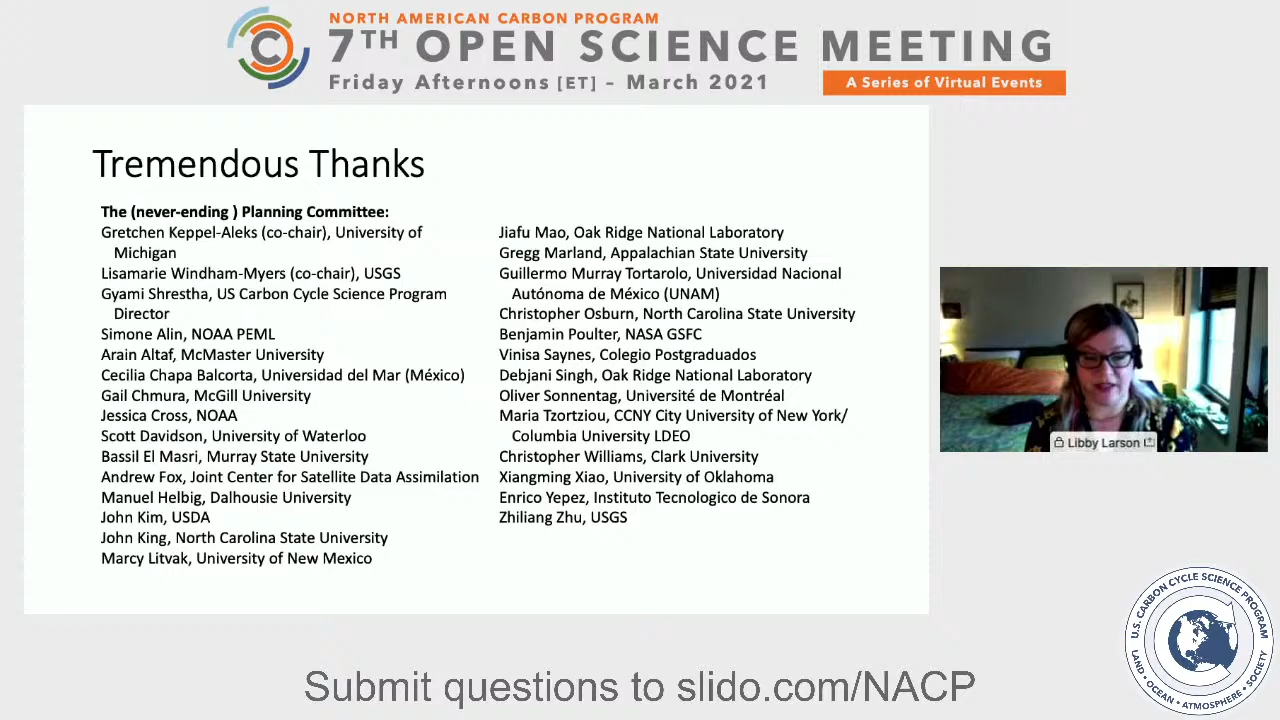 NORTH AMERICAN CARBON PROGRAM
7TH OPEN SCIENCE MEETING
Friday Afternoons [ET] – March 2021
A Series of Virtual Events
Tremendous Thanks
The (never-ending ) Planning Committee:
Gretchen Keppel-Aleks (co-chair), University of
Michigan
Lisamarie Windham-Myers (co-chair), USGS
Gyami Shrestha, US Carbon Cycle Science Program
Director
Simone Alin, NOAA PEML
Arain Altaf, McMaster University
Cecilia Chapa Balcorta, Universidad del Mar (México)
Gail Chmura, McGill University
Jessica Cross, NOAA
Scott Davidson, University of Waterloo
Bassil El Masri, Murray State University
Andrew Fox, Joint Center for Satellite Data Assimilation
Manuel Helbig, Dalhousie University
John Kim, USDA
John King, North Carolina State University
Marcy Litvak, University of New Mexico
Jiafu Mao, Oak Ridge National Laboratory
Gregg Marland, Appalachian State University
Guillermo Murray Tortarolo, Universidad Nacional
Autónoma de México (UNAM)
Christopher Osburn, North Carolina State University
Benjamin Poulter, NASA GSFC
Vinisa Saynes, Colegio Postgraduados
Debjani Singh, Oak Ridge National Laboratory
Oliver Sonnentag, Université de Montréal
Maria Tzortziou, CCNY City University of New York/
Columbia University LDEO
Christopher Williams, Clark University
Xiangming Xiao, University of Oklahoma
Enrico Yepez, Instituto Tecnologico de Sonora
Zhiliang Zhu, USGS
Libby Larson
U.S. CARBON CYCLE SCIENCE PROGRAM
LAND • OCEAN • ATMOSPHERE • SOCIETY
Submit questions to slido.com/NACP